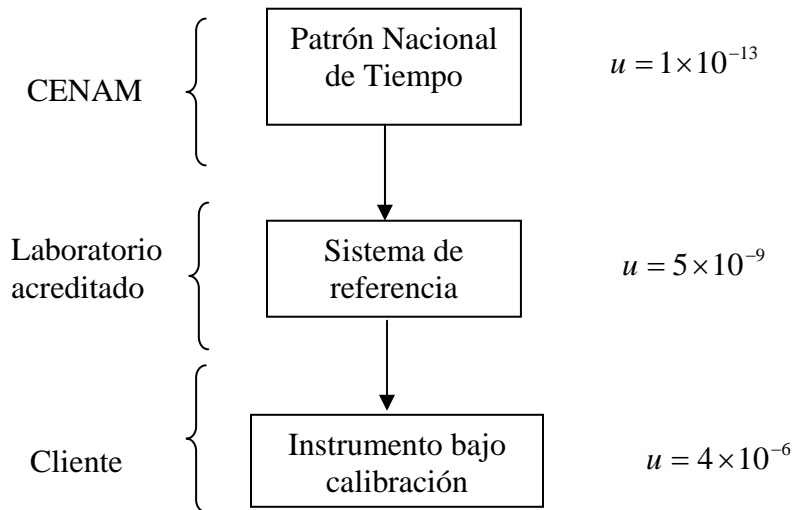 CENAM
Patrón Nacional
de Tiempo
u = 1×10⁻¹³
Laboratorio
acreditado
Sistema de
referencia
u = 5×10⁻⁹
Cliente
Instrumento bajo
calibración
u = 4×10⁻⁶